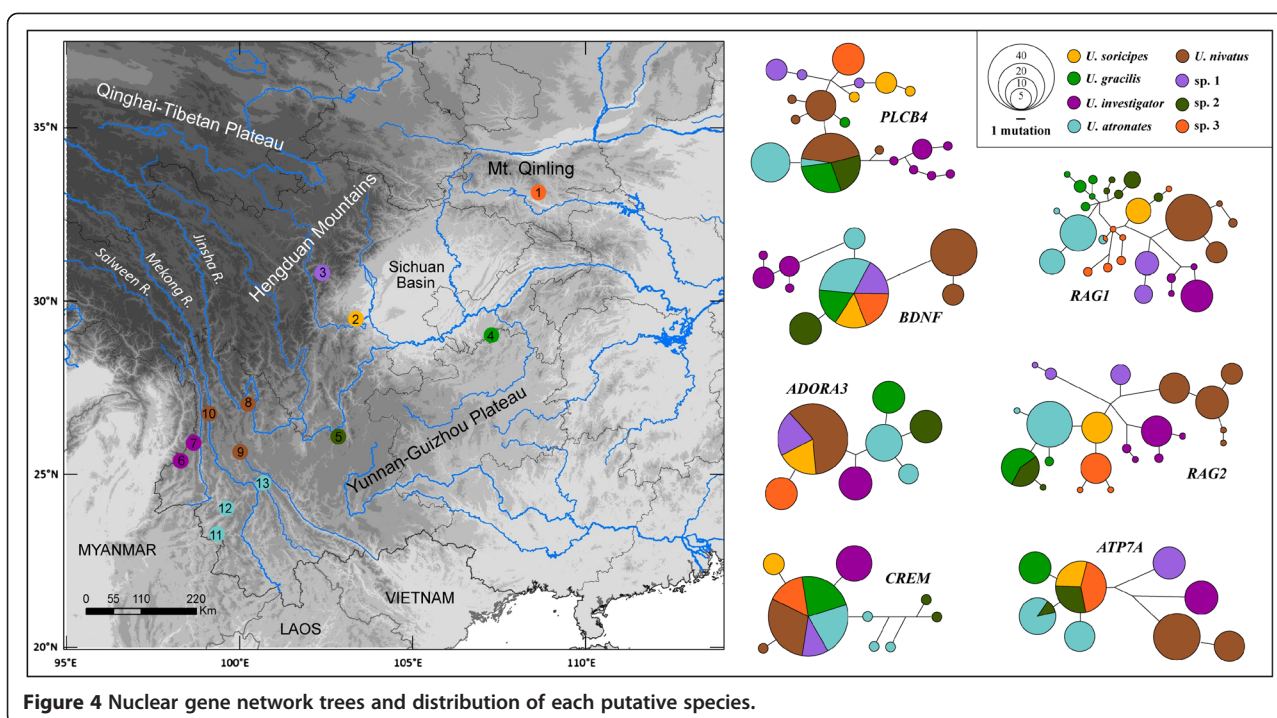 35°N
30°N
25°N
20°N
95°E
100°E
105°E
110°E
Qinghai-Tibetan Plateau
Mt. Qinling
Hengduan Mountains
Jinsha R.
Mekong R.
Salween R.
Sichuan
Basin
Yunnan-Guizhou Plateau
1
2
3
4
5
6
7
8
9
10
11
12
13
MYANMAR
LAOS
VIETNAM
0 55 110 220
Km
PLCB4
BDNF
ADORA3
CREM
RAG1
RAG2
ATP7A
40
20
10
5
1 mutation
U. soricipes
U. gracilis
U. investigator
U. atronates
U. nivatus
sp. 1
sp. 2
sp. 3
Figure 4 Nuclear gene network trees and distribution of each putative species.